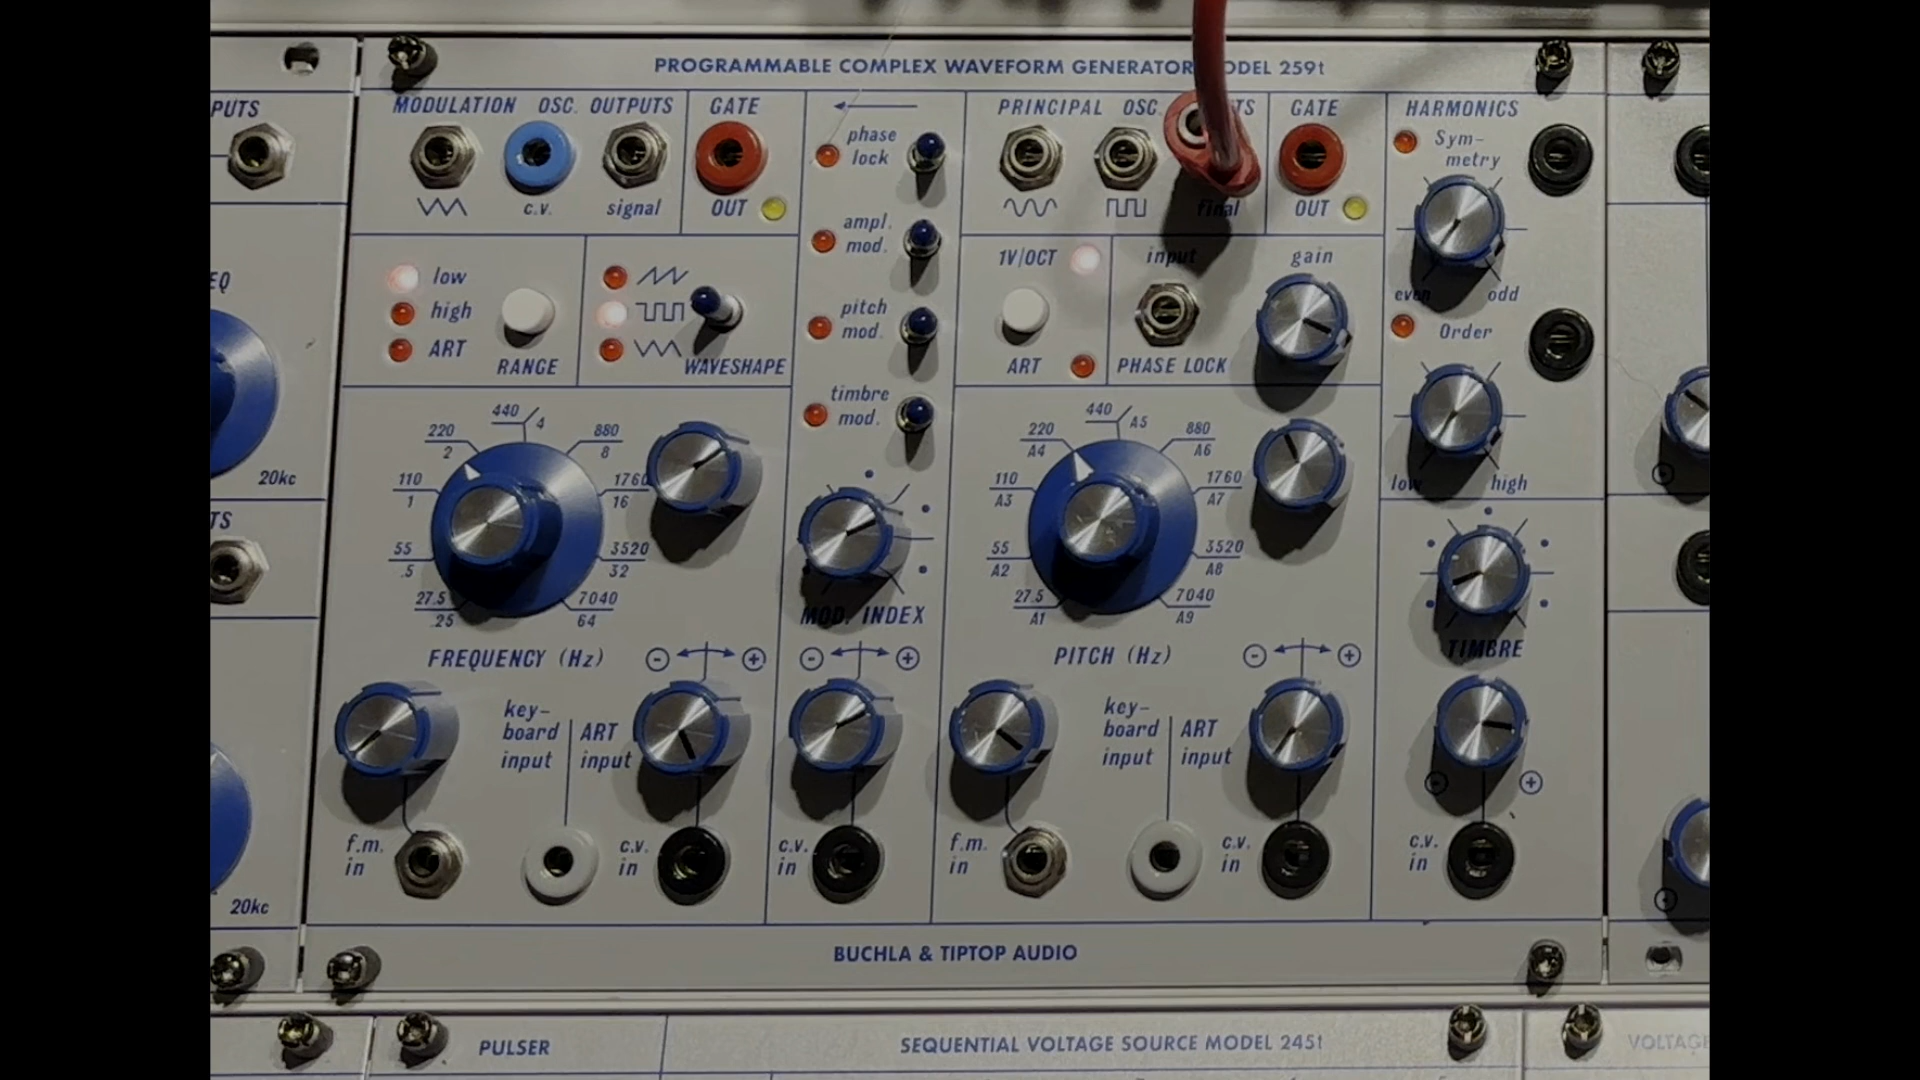 PROGRAMMABLE COMPLEX WAVEFORM GENERATOR MODEL 259t
PUTS
MODULATION OSC. OUTPUTS
GATE
PRINCIPAL OSC.
TS
GATE
HARMONICS
phase
lock
Sym-
metry
c.v.
signal
OUT
final
OUT
ampl.
mod.
1V/OCT
input
gain
EQ
low
high
ART
RANGE
WAVESHAPE
pitch
mod.
ART
PHASE LOCK
even
odd
Order
timbre
mod.
440
4
220
2
880
8
110
1
1760
16
55
.5
3520
32
27.5
.25
7040
64
FREQUENCY (Hz)
MOD. INDEX
440
A5
220
A4
880
A6
110
A3
1760
A7
55
A2
3520
A8
27.5
A1
7040
A9
PITCH (Hz)
low
high
TIMBRE
20kc
TS
- +
- +
- +
key-
board
input
ART
input
key-
board
input
ART
input
- +
f.m.
in
c.v.
in
c.v.
in
f.m.
in
c.v.
in
c.v.
in
20kc
BUCHLA & TIPTOP AUDIO
PULSER
SEQUENTIAL VOLTAGE SOURCE MODEL 245t
VOLTAGE